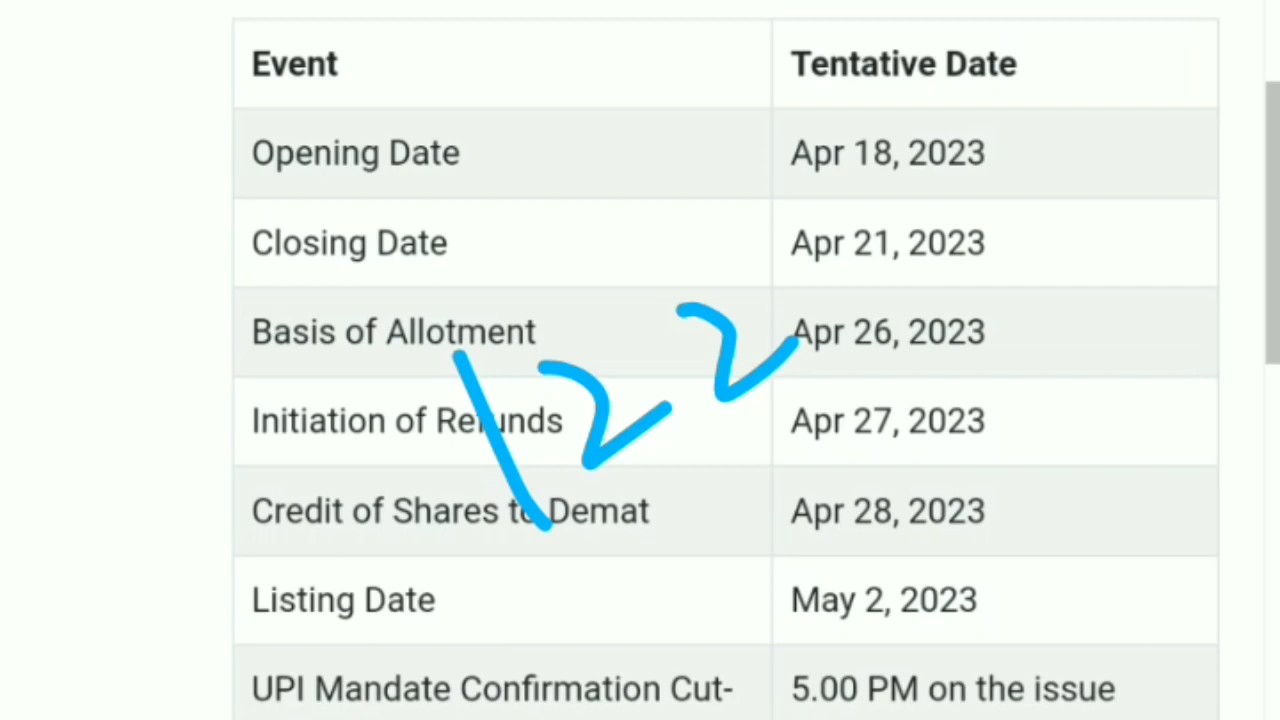 Event Tentative Date
Opening Date Apr 18, 2023
Closing Date Apr 21, 2023
Basis of Allotment Apr 26, 2023
Initiation of Refunds Apr 27, 2023
Credit of Shares to Demat Apr 28, 2023
Listing Date May 2, 2023
UPI Mandate Confirmation Cut- 5.00 PM on the issue
122